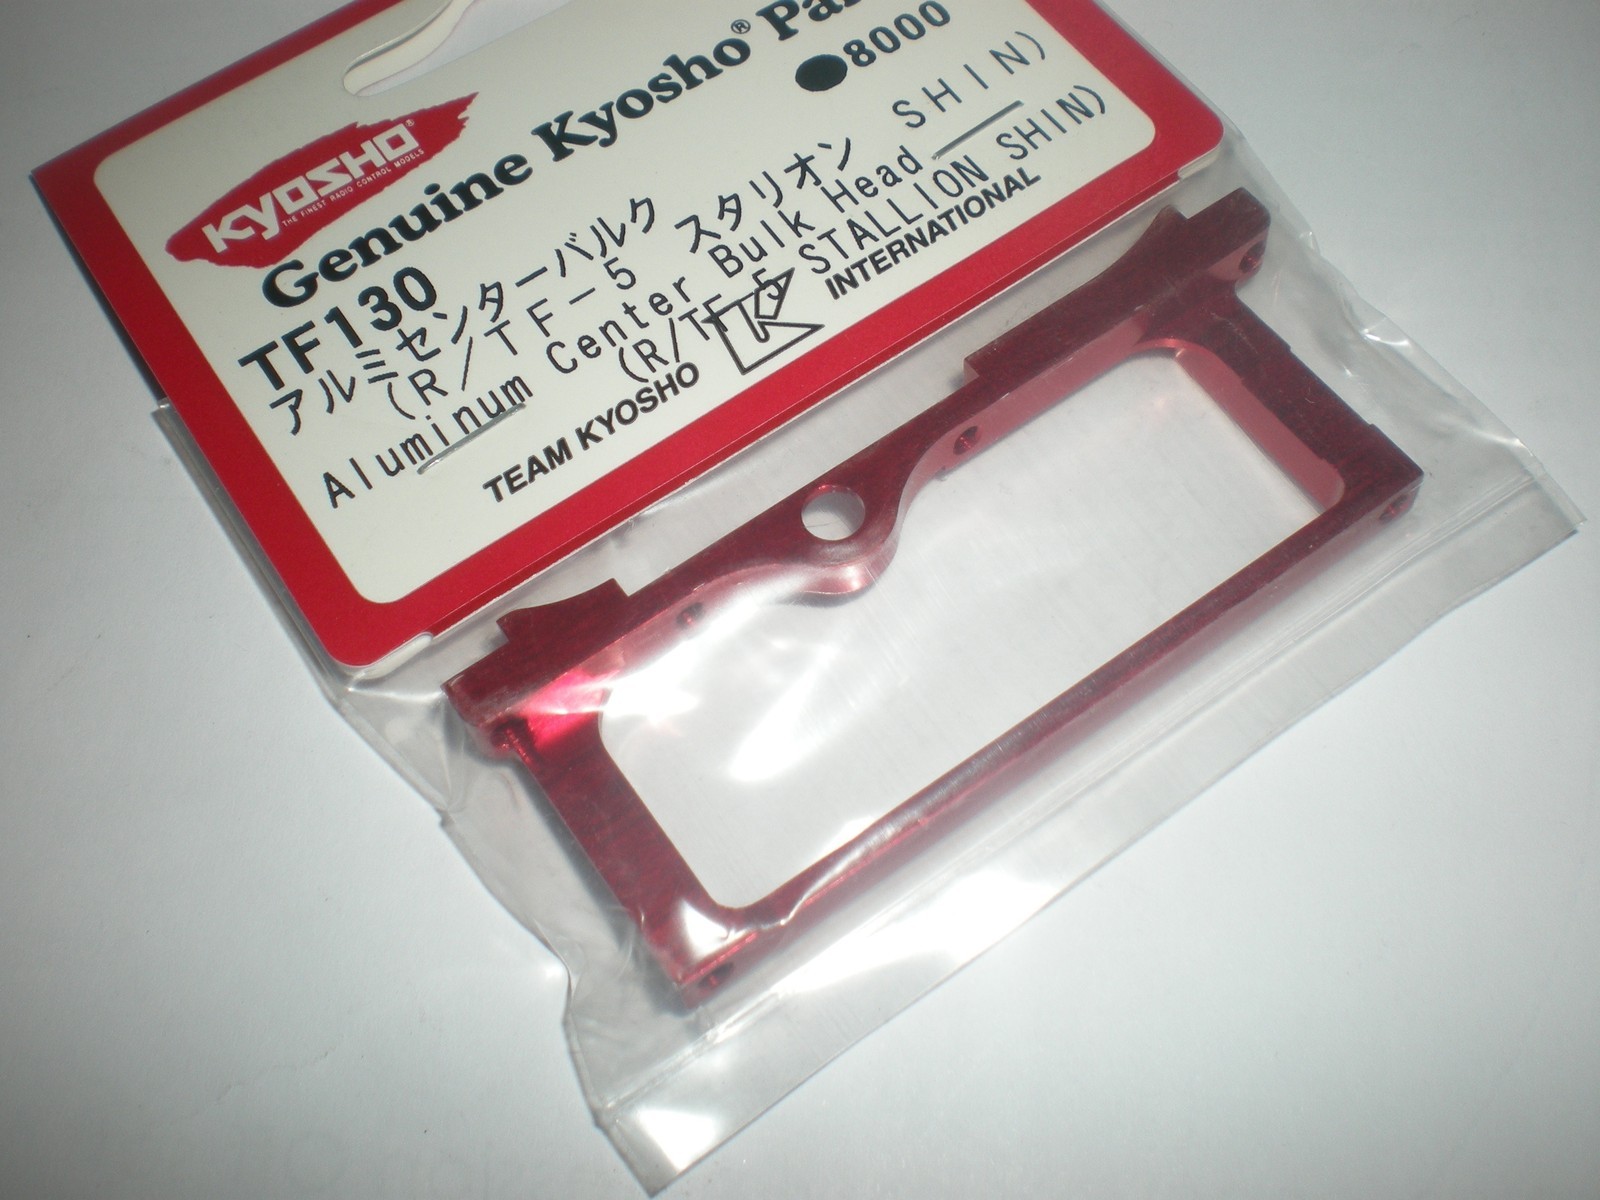 KYOSHO®
THE FINEST RADIO CONTROL MODELS
Genuine Kyosho® Par
●8000
TF130
アルミセンターバルク
(R/TF-5 スタリオン SHIN)
Aluminum Center Bulk Head
(R/TF-5 STALLION SHIN)
TEAM KYOSHO K INTERNATIONAL